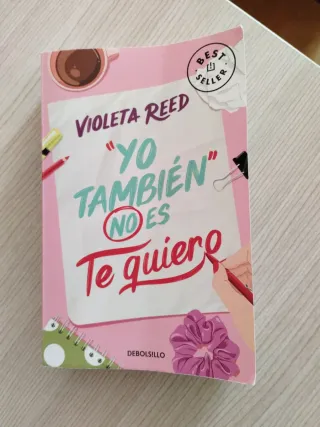 BEST
SELLER
VIOLETA REED
"YO
TAMBIÉN"
NO ES
Te quiero
DEBOLSILLO